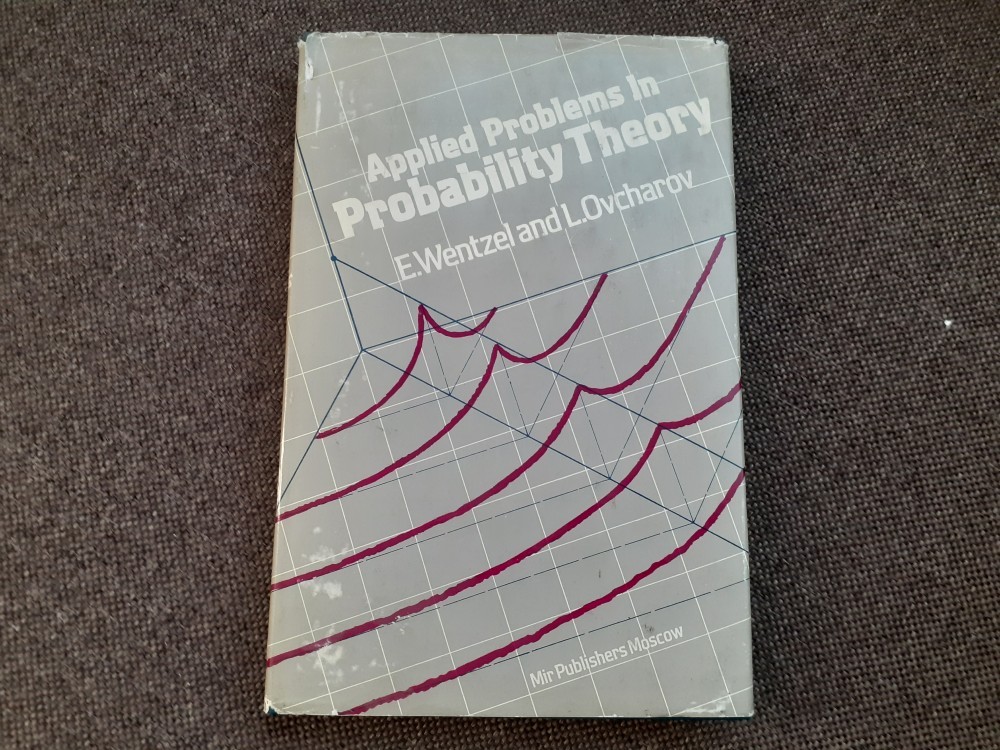 Applied Problems In
Probability Theory
E.Wentzel and L.Ovcharov
Mir Publishers Moscow